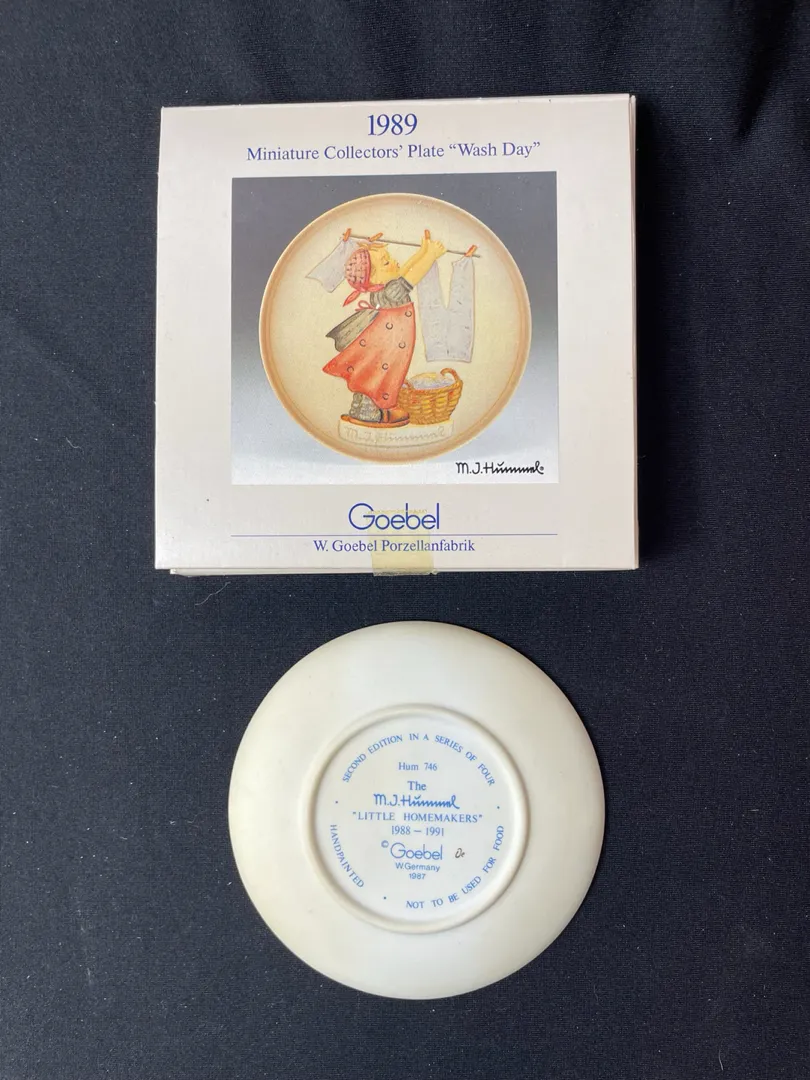 1989
Miniature Collectors' Plate "Wash Day"
M.J.Hummel
M.J.Hummel®
Goebel
W. Goebel Porzellanfabrik
SECOND EDITION IN A SERIES OF FOUR
Hum 746
The
M.J.Hummel
"LITTLE HOMEMAKERS"
1988 – 1991
© Goebel
W.Germany
1987
HANDPAINTED
NOT TO BE USED FOR FOOD